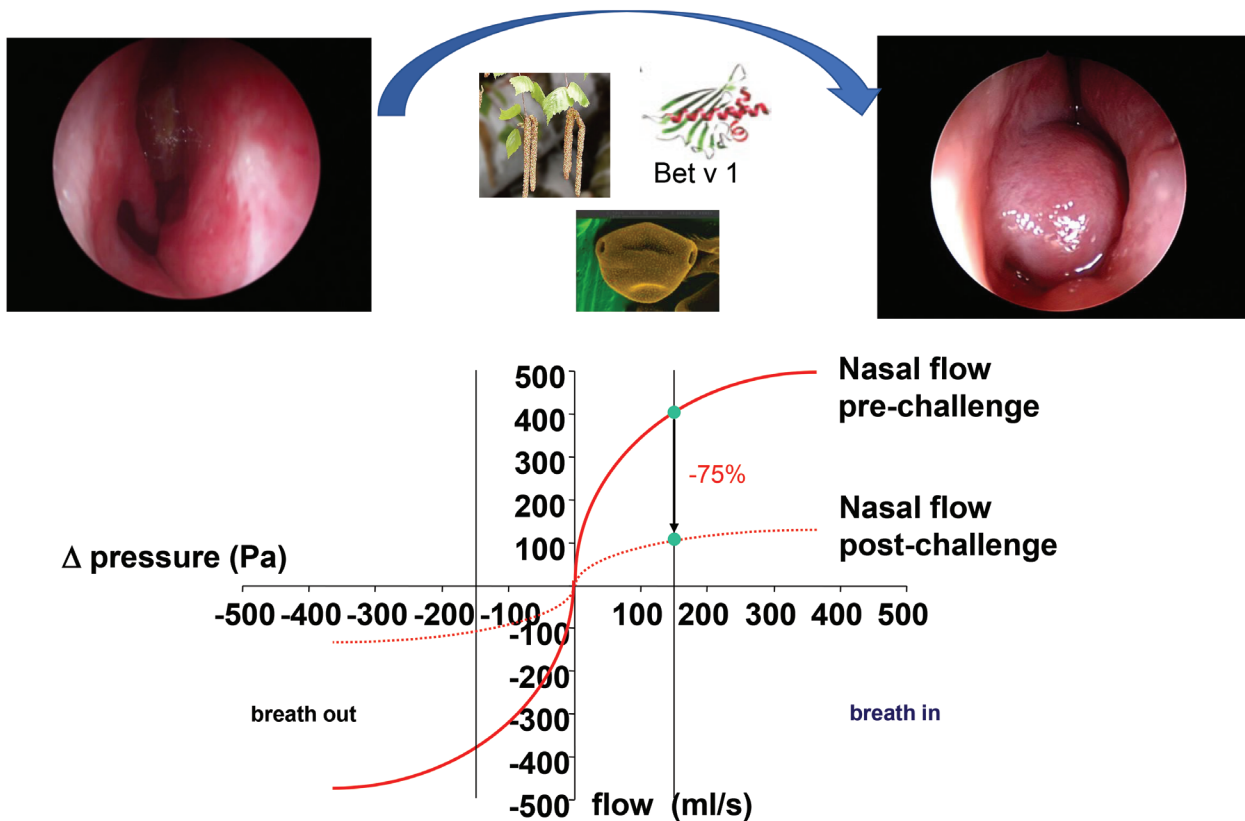 Bet v 1
500
400
300
200
100
Nasal flow
pre-challenge
-75%
Nasal flow
post-challenge
Δ pressure (Pa)
-500 -400 -300 -200 -100 100 200 300 400 500
-100
-200
-300
-400
-500
breath out
breath in
flow (ml/s)